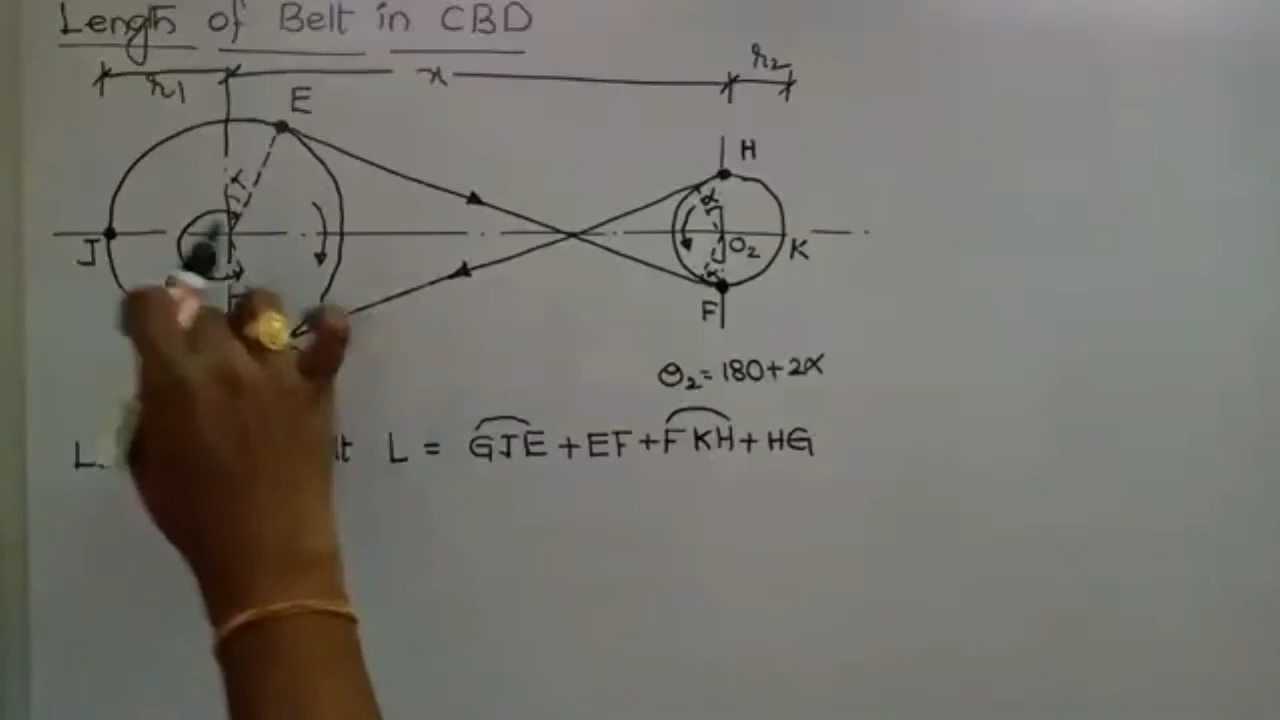 Length of Belt in CBD
r1 x r2
E
H
α α
J O2 K
α
F
θ2 = 180+2α
L = GJE + EF + FKH + HG